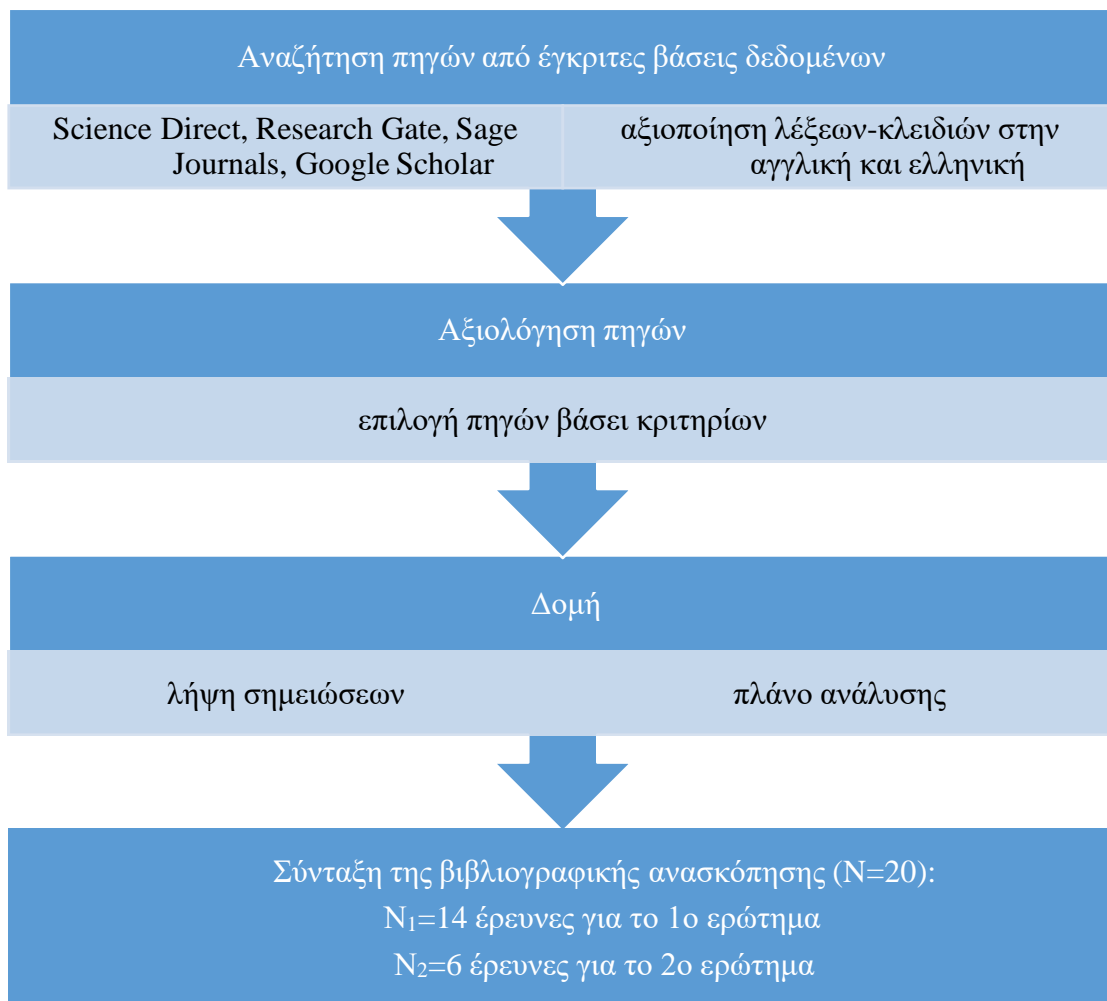 Αναζήτηση πηγών από έγκριτες βάσεις δεδομένων
Science Direct, Research Gate, Sage
Journals, Google Scholar
αξιοποίηση λέξεων-κλειδιών στην
αγγλική και ελληνική
Αξιολόγηση πηγών
επιλογή πηγών βάσει κριτηρίων
Δομή
λήψη σημειώσεων
πλάνο ανάλυσης
Σύνταξη της βιβλιογραφικής ανασκόπησης (Ν=20):
Ν₁=14 έρευνες για το 1ο ερώτημα
Ν₂=6 έρευνες για το 2ο ερώτημα